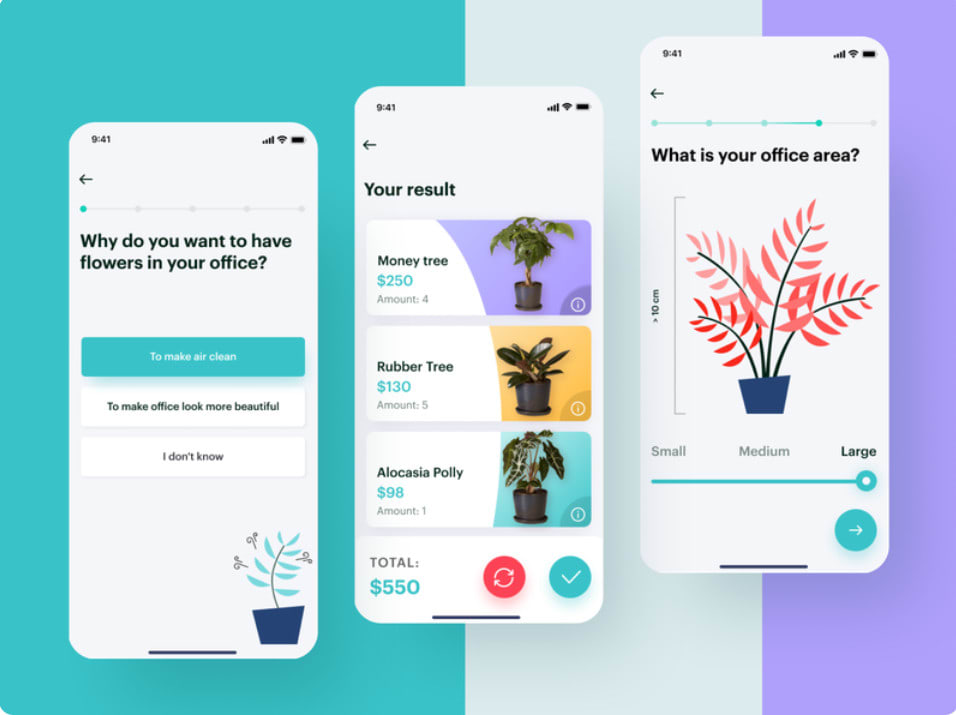 9:41
Why do you want to have
flowers in your office?
To make air clean
To make office look more beautiful
I don't know
9:41
Your result
Money tree
$250
Amount: 4
Rubber Tree
$130
Amount: 5
Alocasia Polly
$98
Amount: 1
TOTAL:
$550
9:41
What is your office area?
> 10 cm
Small Medium Large